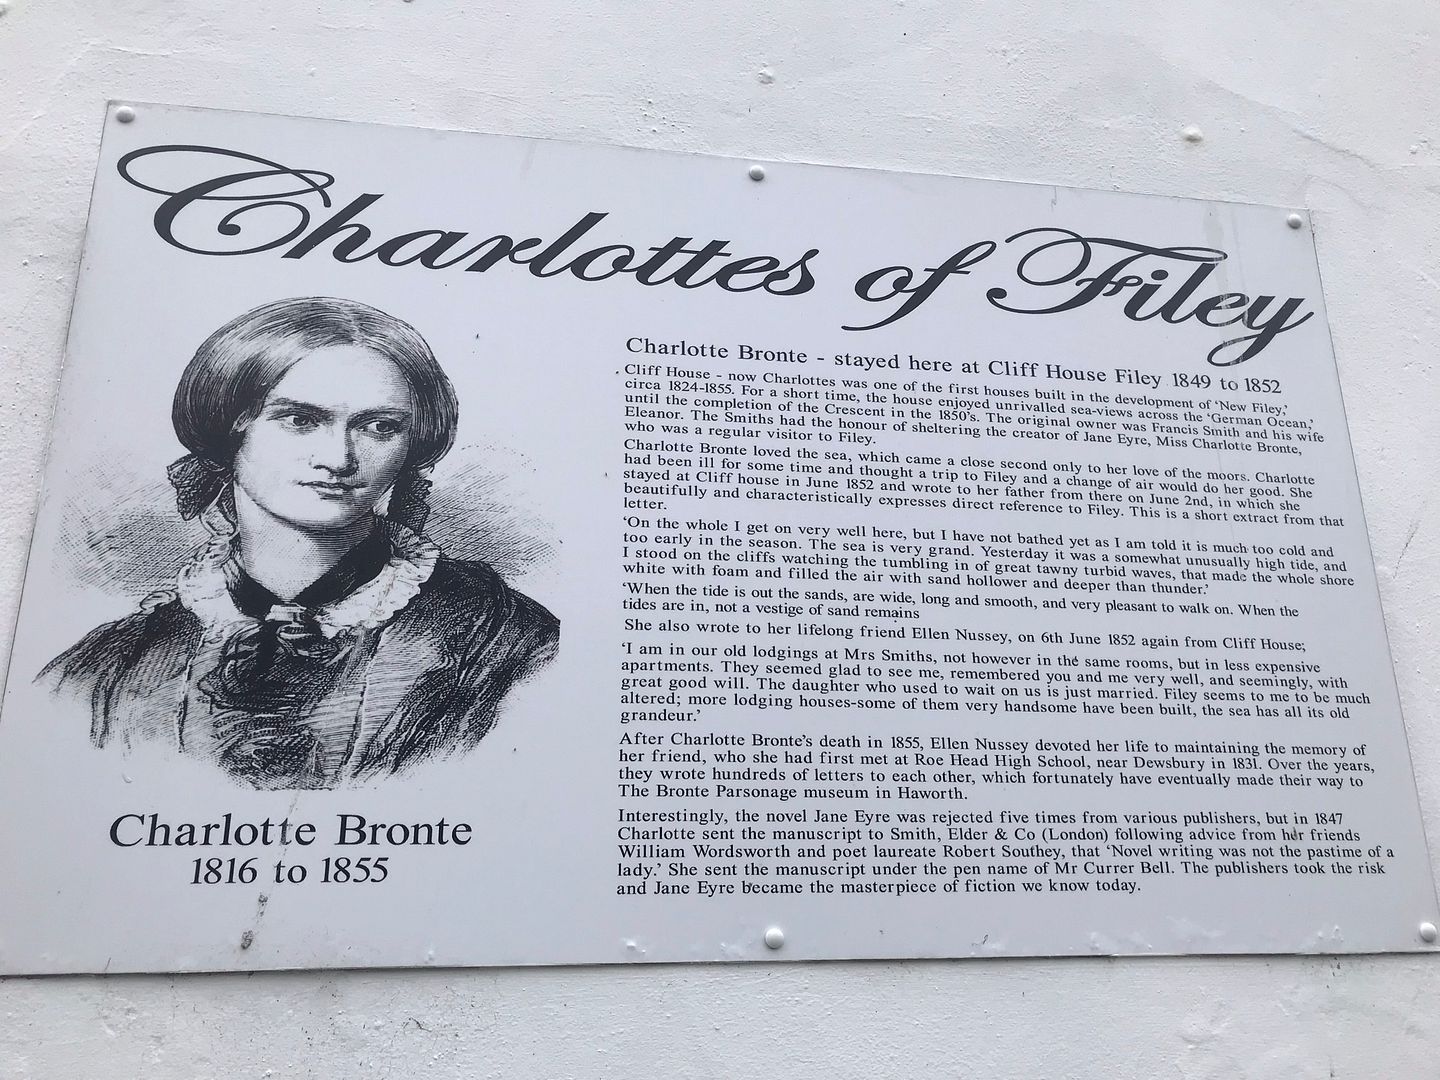 Charlottes of Filey
Charlotte Bronte - stayed here at Cliff House Filey 1849 to 1852
Cliff House - now Charlottes was one of the first houses built in the development of 'New Filey,'
circa 1824-1855. For a short time, the house enjoyed unrivalled sea-views across the 'German Ocean,'
until the completion of the Crescent in the 1850's. The original owner was Francis Smith and his wife
Eleanor. The Smiths had the honour of sheltering the creator of Jane Eyre, Miss Charlotte Bronte,
who was a regular visitor to Filey.
Charlotte Bronte loved the sea, which came a close second only to her love of the moors. Charlotte
had been ill for some time and thought a trip to Filey and a change of air would do her good. She
stayed at Cliff house in June 1852 and wrote to her father from there on June 2nd, in which she
beautifully and characteristically expresses direct reference to Filey. This is a short extract from that
letter.
'On the whole I get on very well here, but I have not bathed yet as I am told it is much too cold and
too early in the season. The sea is very grand. Yesterday it was a somewhat unusually high tide, and
I stood on the cliffs watching the tumbling in of great tawny turbid waves, that made the whole shore
white with foam and filled the air with sand hollower and deeper than thunder.'
'When the tide is out the sands, are wide, long and smooth, and very pleasant to walk on. When the
tides are in, not a vestige of sand remains
She also wrote to her lifelong friend Ellen Nussey, on 6th June 1852 again from Cliff House;
'I am in our old lodgings at Mrs Smiths, not however in the same rooms, but in less expensive
apartments. They seemed glad to see me, remembered you and me very well, and seemingly, with
great good will. The daughter who used to wait on us is just married. Filey seems to me to be much
altered; more lodging houses-some of them very handsome have been built, the sea has all its old
grandeur.'
After Charlotte Bronte's death in 1855, Ellen Nussey devoted her life to maintaining the memory of
her friend, who she had first met at Roe Head High School, near Dewsbury in 1831. Over the years,
they wrote hundreds of letters to each other, which fortunately have eventually made their way to
The Bronte Parsonage museum in Haworth.
Interestingly, the novel Jane Eyre was rejected five times from various publishers, but in 1847
Charlotte sent the manuscript to Smith, Elder & Co (London) following advice from her friends
William Wordsworth and poet laureate Robert Southey, that 'Novel writing was not the pastime of a
lady.' She sent the manuscript under the pen name of Mr Currer Bell. The publishers took the risk
and Jane Eyre became the masterpiece of fiction we know today.
Charlotte Bronte
1816 to 1855